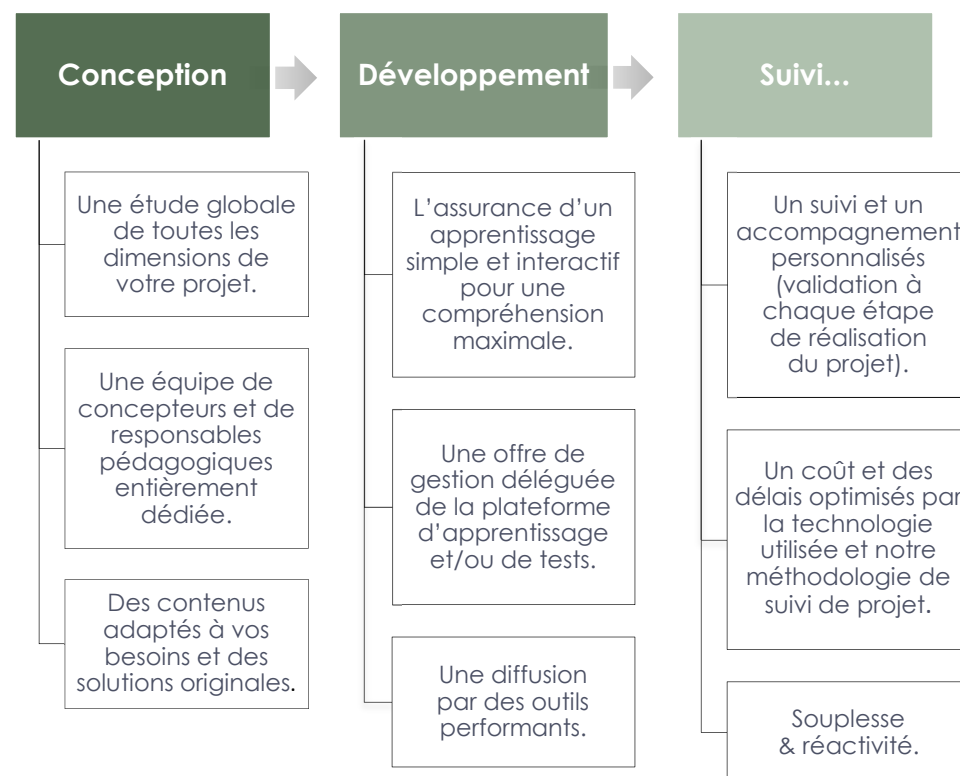 Conception
Une étude globale
de toutes les
dimensions de
votre projet.
Une équipe de
concepteurs et de
responsables
pédagogiques
entièrement
dédiée.
Des contenus
adaptés à vos
besoins et des
solutions originales.
Développement
L’assurance d’un
apprentissage
simple et interactif
pour une
compréhension
maximale.
Une offre de
gestion déléguée
de la plateforme
d’apprentissage
et/ou de tests.
Une diffusion
par des outils
performants.
Suivi...
Un suivi et un
accompagnement
personnalisés
(validation à
chaque étape
de réalisation
du projet).
Un coût et des
délais optimisés par
la technologie
utilisée et notre
méthodologie de
suivi de projet.
Souplesse
& réactivité.